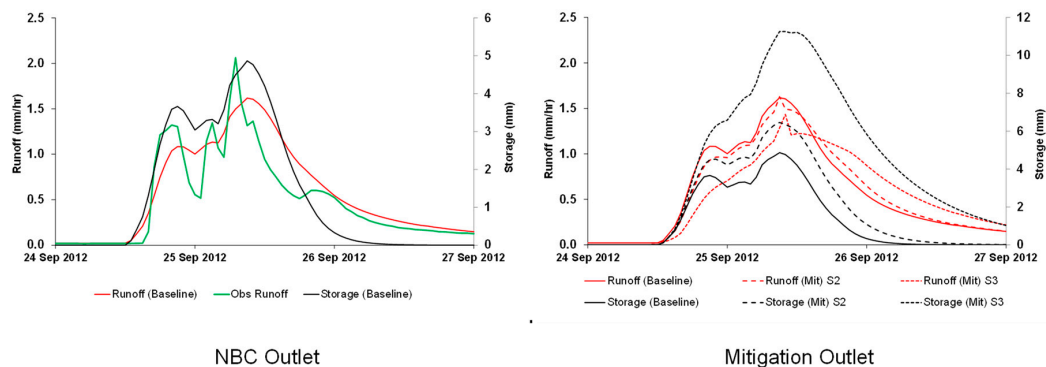 2.5
2.0
1.5
1.0
0.5
0.0
Runoff (mm/hr)
6
5
4
3
2
1
0
Storage (mm)
24 Sep 2012 25 Sep 2012 26 Sep 2012 27 Sep 2012
Runoff (Baseline) Obs Runoff Storage (Baseline)
NBC Outlet
2.5
2.0
1.5
1.0
0.5
0.0
Runoff (mm/hr)
12
10
8
6
4
2
0
Storage (mm)
24 Sep 2012 25 Sep 2012 26 Sep 2012 27 Sep 2012
Runoff (Baseline) Runoff (Mit) S2 Runoff (Mit) S3
Storage (Baseline) Storage (Mit) S2 Storage (Mit) S3
Mitigation Outlet